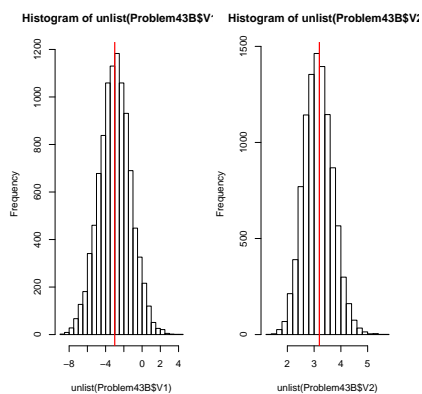 Histogram of unlist(Problem43B$V
Histogram of unlist(Problem43B$V2
Frequency
0 200 400 600 800 1000 1200
−8 −4 0 2 4
unlist(Problem43B$V1)
Frequency
0 500 1000 1500
2 3 4 5
unlist(Problem43B$V2)